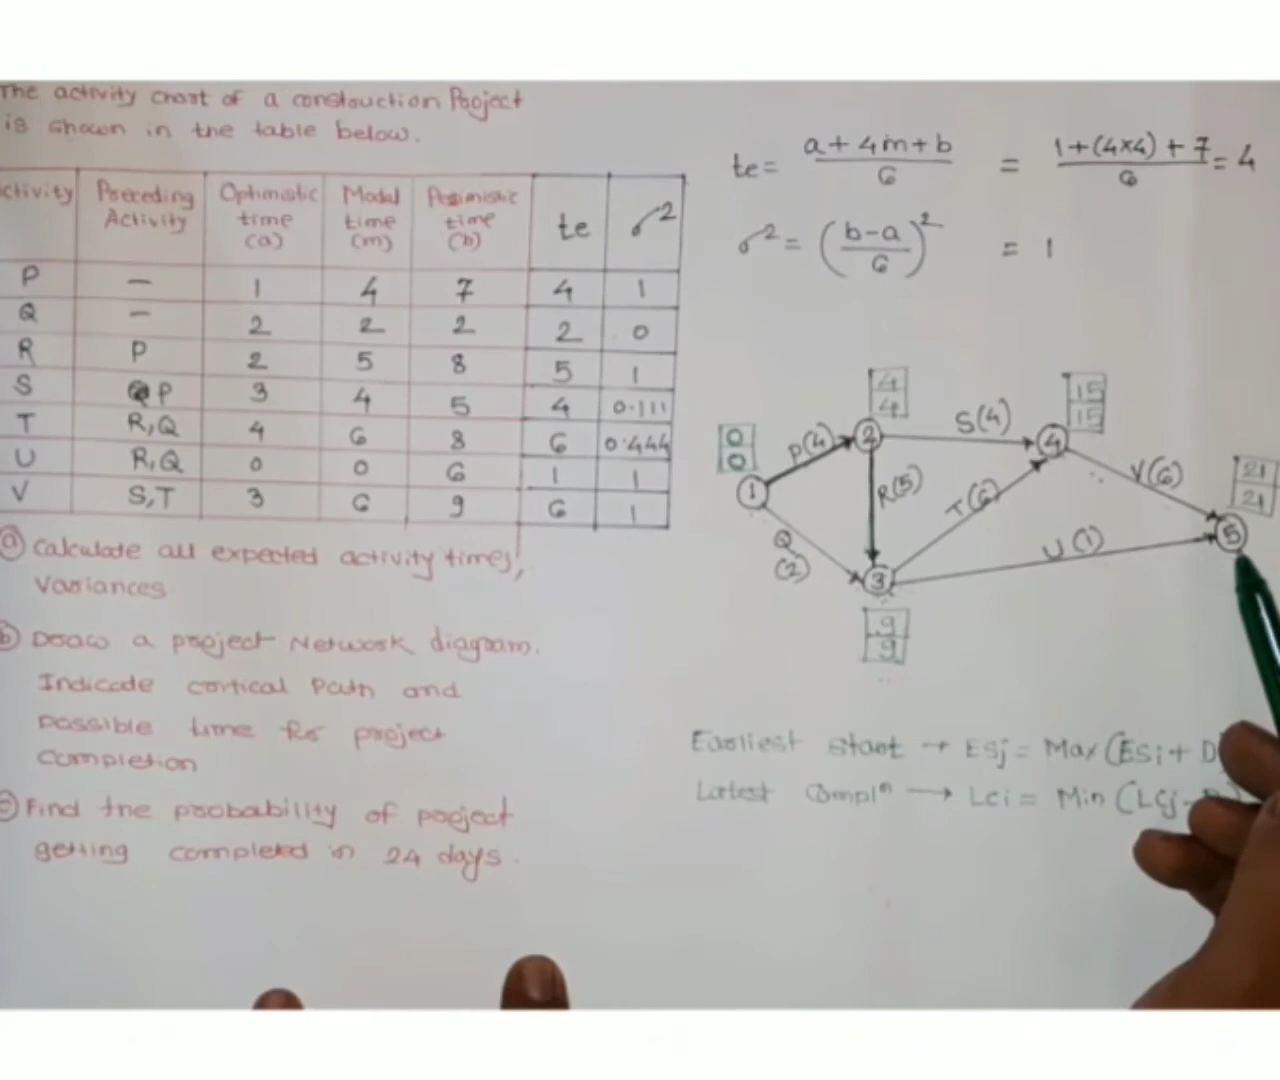 The activity chart of a construction Project
is shown in the table below.
ctivity Preceding Activity Optimistic time (a) Modal time (m) Pessimistic time (b) te σ²
P — 1 4 7 4 1
Q — 2 2 2 2 0
R P 2 5 8 5 1
S P 3 4 5 4 0.111
T R,Q 4 6 8 6 0.444
U R,Q 0 0 6 1 1
V S,T 3 6 9 6 1
(a) Calculate all expected activity times,
Variances
b) Draw a project Network diagram.
Indicade cortical Path and
possible time for project
completion
c) Find the probability of project
getting completed in 24 days.
te = a+4m+b / 6 = 1+(4×4)+7 / 6 = 4
σ² = (b-a / 6)² = 1
0
0
1
P(4)
4
4
2
S(4)
15
15
4
V(6)
21
21
5
R(5)
T(6)
Q
(2)
3
U(1)
9
9
Earliest start → ESj = Max(ESi + D
Latest Complⁿ → Lci = Min (LCj -